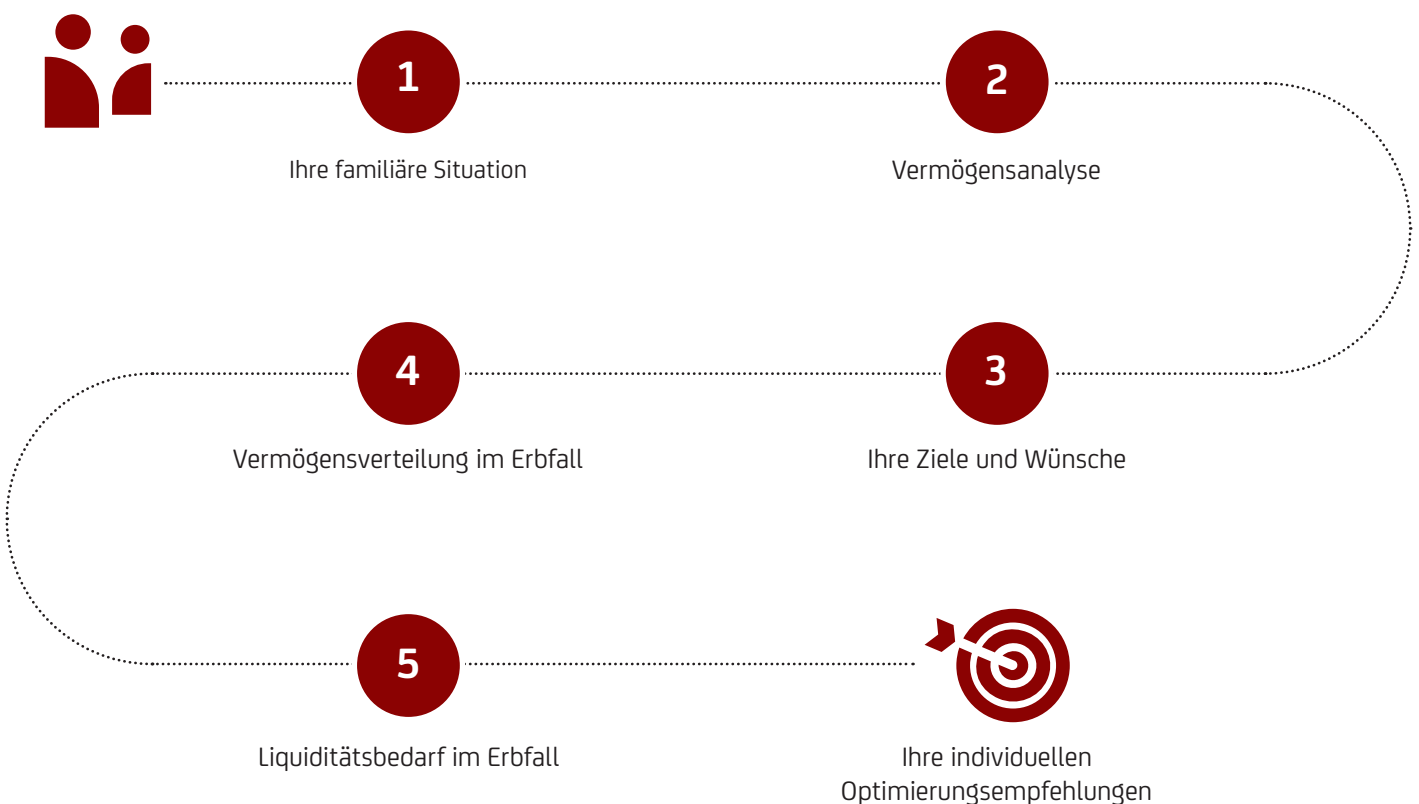 1
Ihre familiäre Situation
2
Vermögensanalyse
3
Ihre Ziele und Wünsche
4
Vermögensverteilung im Erbfall
5
Liquiditätsbedarf im Erbfall
Ihre individuellen
Optimierungsempfehlungen